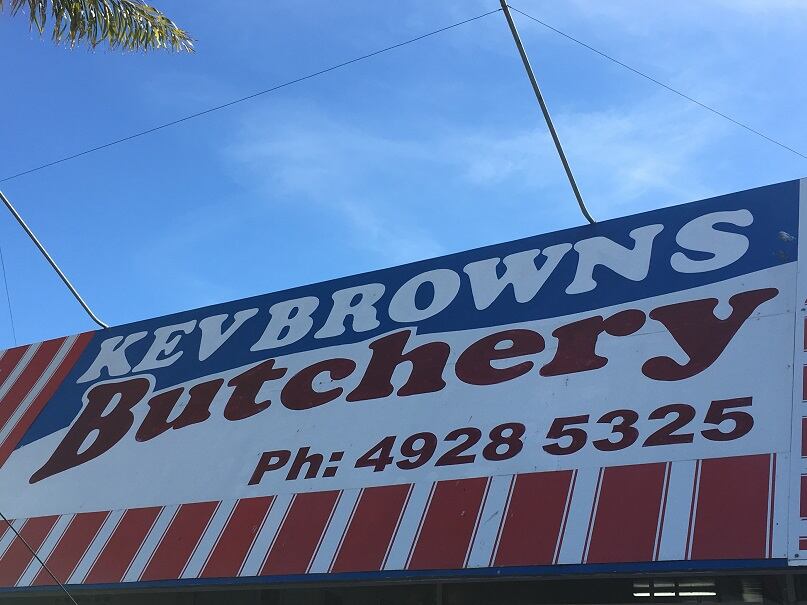 KEV BROWNS
Butchery
Ph: 4928 5325